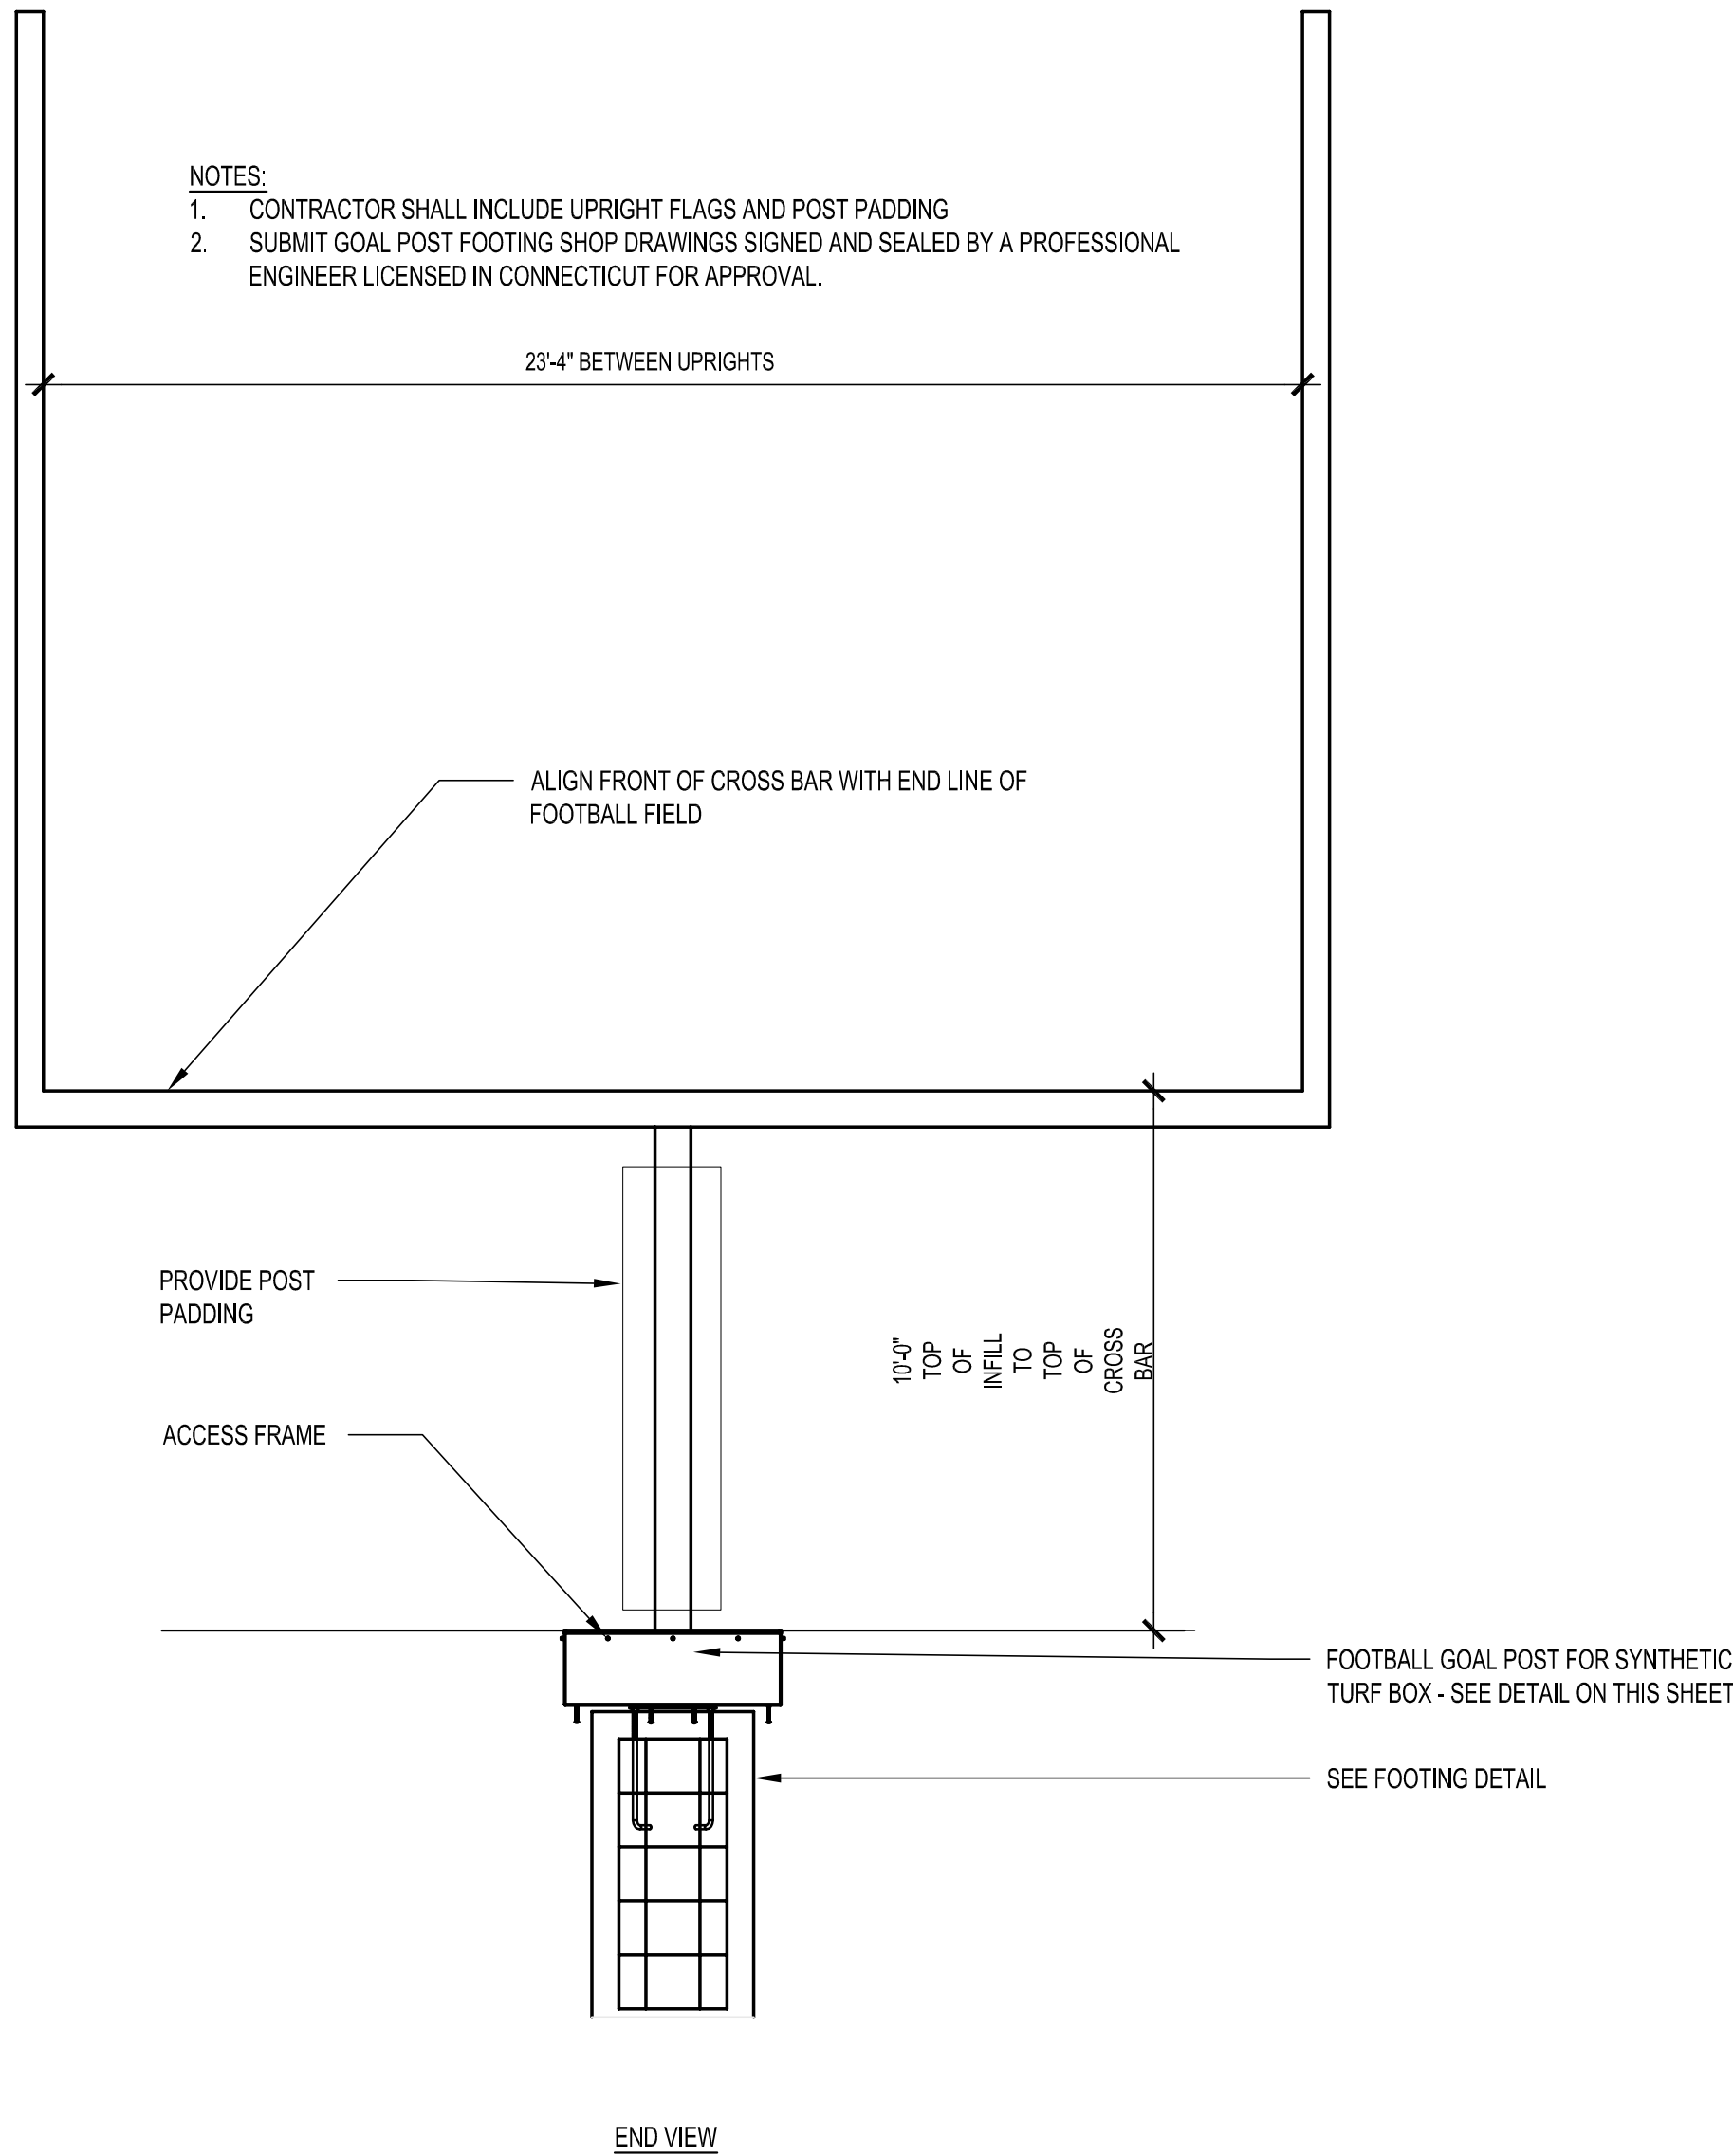 NOTES:
1. CONTRACTOR SHALL INCLUDE UPRIGHT FLAGS AND POST PADDING
2. SUBMIT GOAL POST FOOTING SHOP DRAWINGS SIGNED AND SEALED BY A PROFESSIONAL
ENGINEER LICENSED IN CONNECTICUT FOR APPROVAL.
23'-4" BETWEEN UPRIGHTS
ALIGN FRONT OF CROSS BAR WITH END LINE OF
FOOTBALL FIELD
PROVIDE POST
PADDING
10'-0"
TOP
OF
INFILL
TO
TOP
OF
CROSS
BAR
ACCESS FRAME
FOOTBALL GOAL POST FOR SYNTHETIC
TURF BOX - SEE DETAIL ON THIS SHEET
SEE FOOTING DETAIL
END VIEW